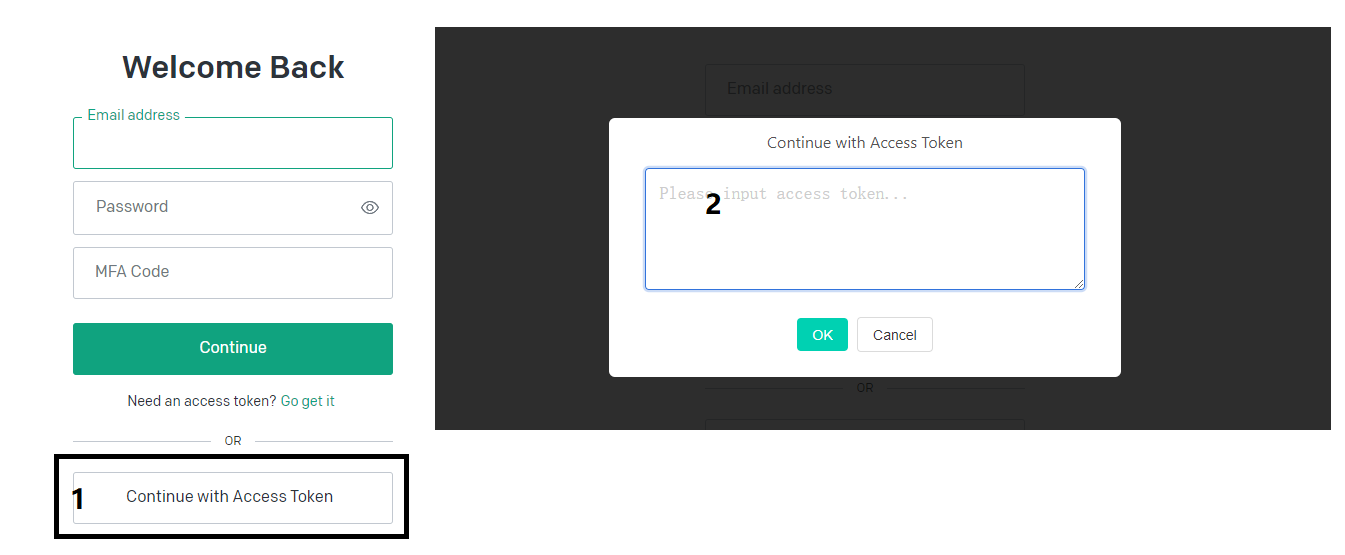 Welcome Back
Email address
Password
MFA Code
Continue
Need an access token? Go get it
OR
1
Continue with Access Token
Email address
Continue with Access Token
Please input access token...
2
OK
Cancel
OR